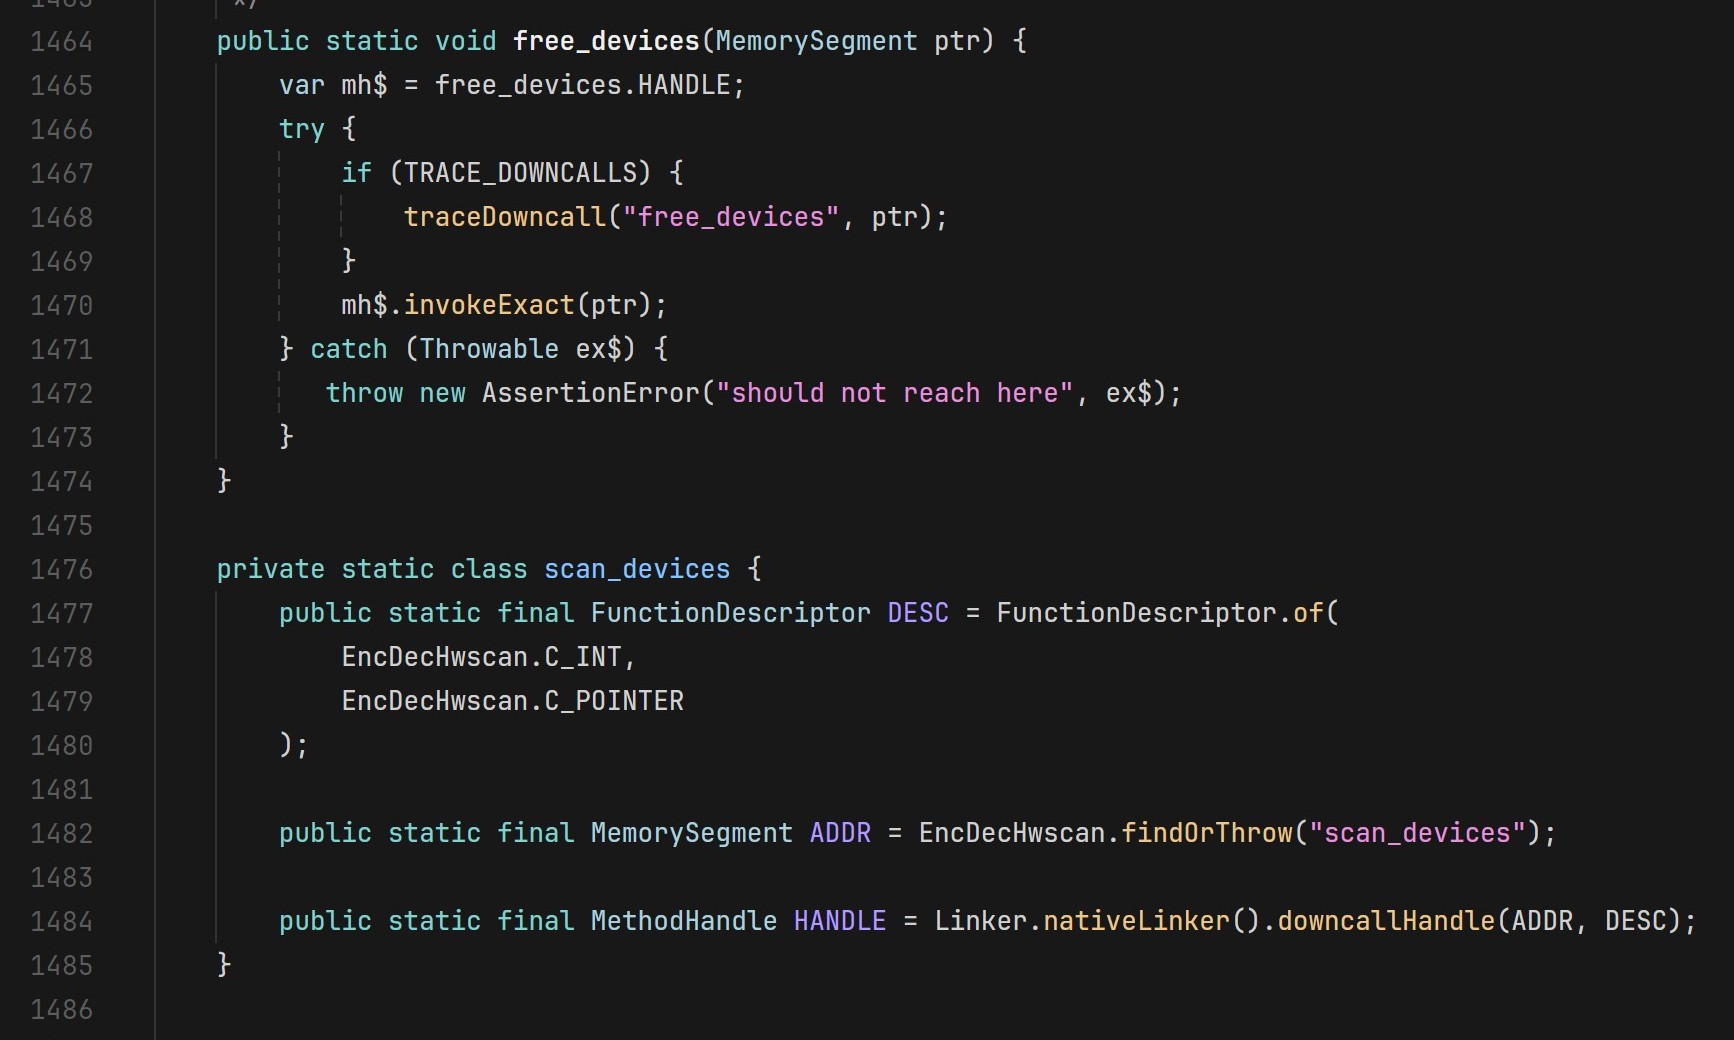 1463 */
1464 public static void free_devices(MemorySegment ptr) {
1465 var mh$ = free_devices.HANDLE;
1466 try {
1467 if (TRACE_DOWNCALLS) {
1468 traceDowncall("free_devices", ptr);
1469 }
1470 mh$.invokeExact(ptr);
1471 } catch (Throwable ex$) {
1472 throw new AssertionError("should not reach here", ex$);
1473 }
1474 }
1475
1476 private static class scan_devices {
1477 public static final FunctionDescriptor DESC = FunctionDescriptor.of(
1478 EncDecHwscan.C_INT,
1479 EncDecHwscan.C_POINTER
1480 );
1481
1482 public static final MemorySegment ADDR = EncDecHwscan.findOrThrow("scan_devices");
1483
1484 public static final MethodHandle HANDLE = Linker.nativeLinker().downcallHandle(ADDR, DESC);
1485 }
1486